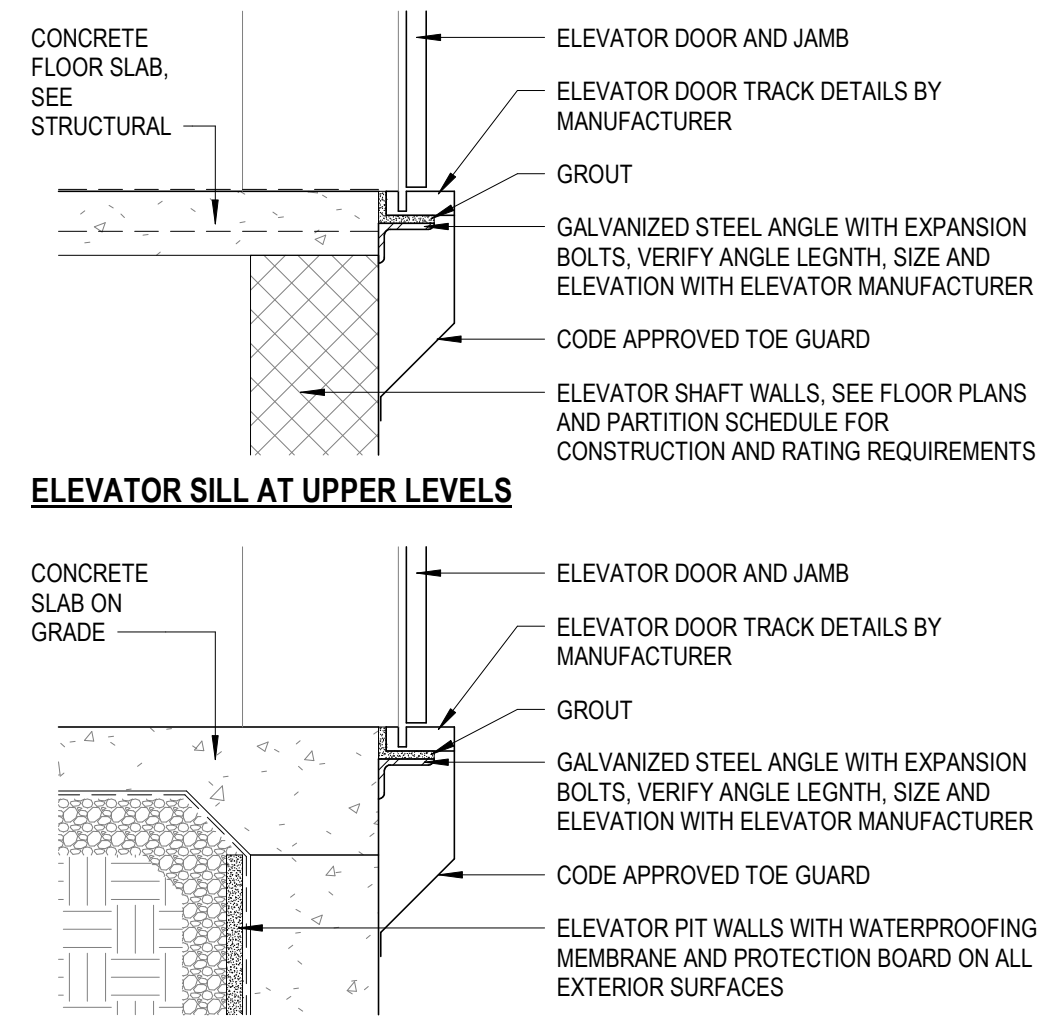 CONCRETE
FLOOR SLAB,
SEE
STRUCTURAL
ELEVATOR DOOR AND JAMB
ELEVATOR DOOR TRACK DETAILS BY
MANUFACTURER
GROUT
GALVANIZED STEEL ANGLE WITH EXPANSION
BOLTS, VERIFY ANGLE LEGNTH, SIZE AND
ELEVATION WITH ELEVATOR MANUFACTURER
CODE APPROVED TOE GUARD
ELEVATOR SHAFT WALLS, SEE FLOOR PLANS
AND PARTITION SCHEDULE FOR
CONSTRUCTION AND RATING REQUIREMENTS
ELEVATOR SILL AT UPPER LEVELS
CONCRETE
SLAB ON
GRADE
ELEVATOR DOOR AND JAMB
ELEVATOR DOOR TRACK DETAILS BY
MANUFACTURER
GROUT
GALVANIZED STEEL ANGLE WITH EXPANSION
BOLTS, VERIFY ANGLE LEGNTH, SIZE AND
ELEVATION WITH ELEVATOR MANUFACTURER
CODE APPROVED TOE GUARD
ELEVATOR PIT WALLS WITH WATERPROOFING
MEMBRANE AND PROTECTION BOARD ON ALL
EXTERIOR SURFACES